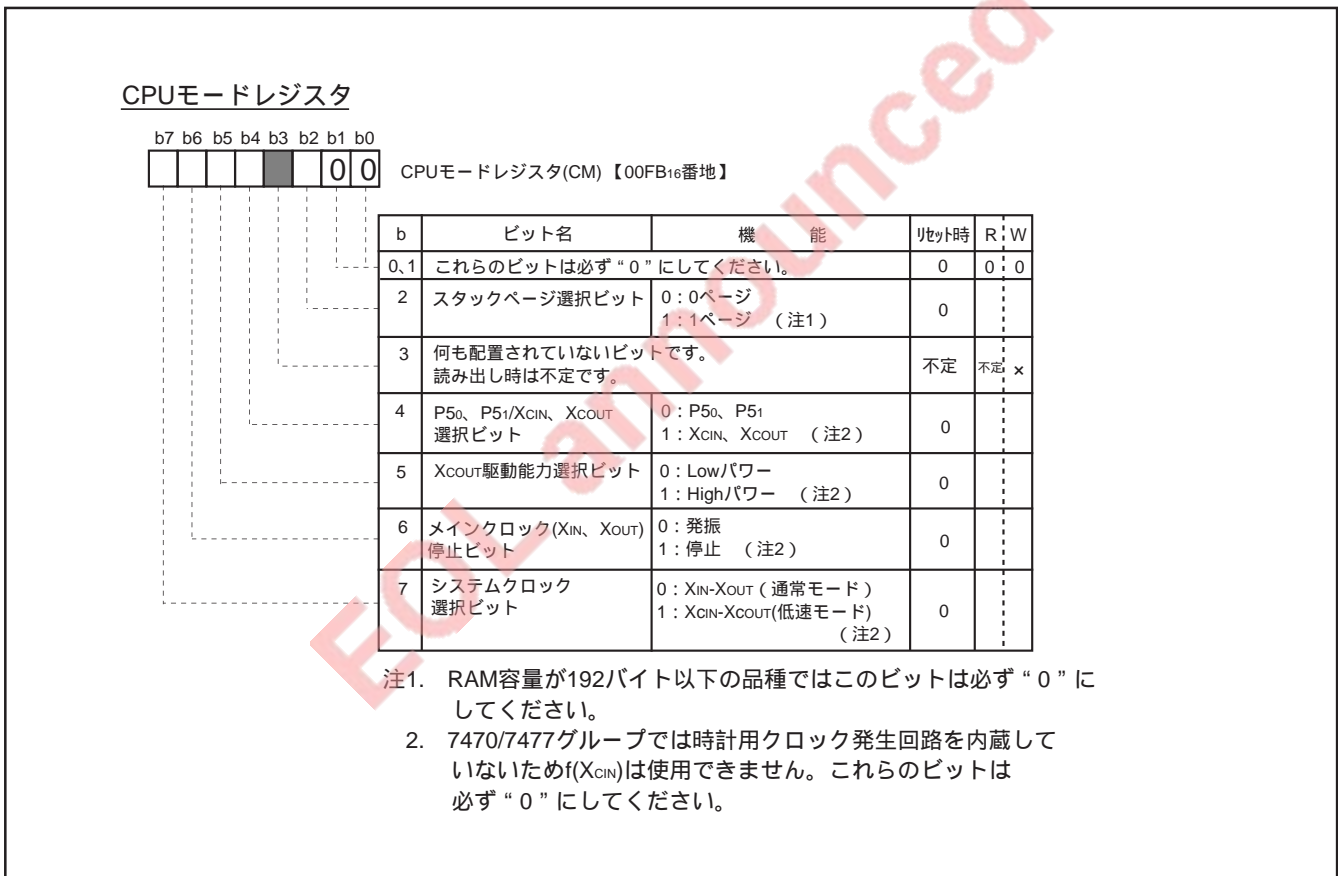 CPUモードレジスタ
b7 b6 b5 b4 b3 b2 b1 b0
0 0
CPUモードレジスタ(CM)【00FB16番地】
b ビット名 機能 リセット時 R W
0、1 これらのビットは必ず“0”にしてください。 0 0 0
2 スタックページ選択ビット 0:0ページ
1:1ページ (注1) 0
3 何も配置されていないビットです。
読み出し時は不定です。 不定 不定 ×
4 P50、P51/XCIN、XCOUT
選択ビット 0:P50、P51
1:XCIN、XCOUT (注2) 0
5 XCOUT駆動能力選択ビット 0:Lowパワー
1:Highパワー (注2) 0
6 メインクロック(XIN、XOUT)
停止ビット 0:発振
1:停止 (注2) 0
7 システムクロック
選択ビット 0:XIN-XOUT(通常モード)
1:XCIN-XCOUT(低速モード)
(注2) 0
注1. RAM容量が192バイト以下の品種ではこのビットは必ず“0”に
してください。
2. 7470/7477グループでは時計用クロック発生回路を内蔵して
いないためf(XCIN)は使用できません。これらのビットは
必ず“0”にしてください。
EOL announced